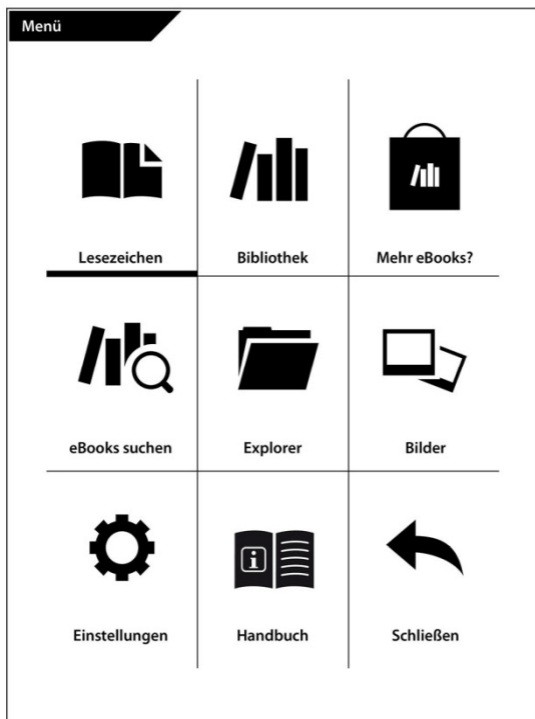 Menü
Lesezeichen
Bibliothek
Mehr eBooks?
eBooks suchen
Explorer
Bilder
Einstellungen
Handbuch
Schließen